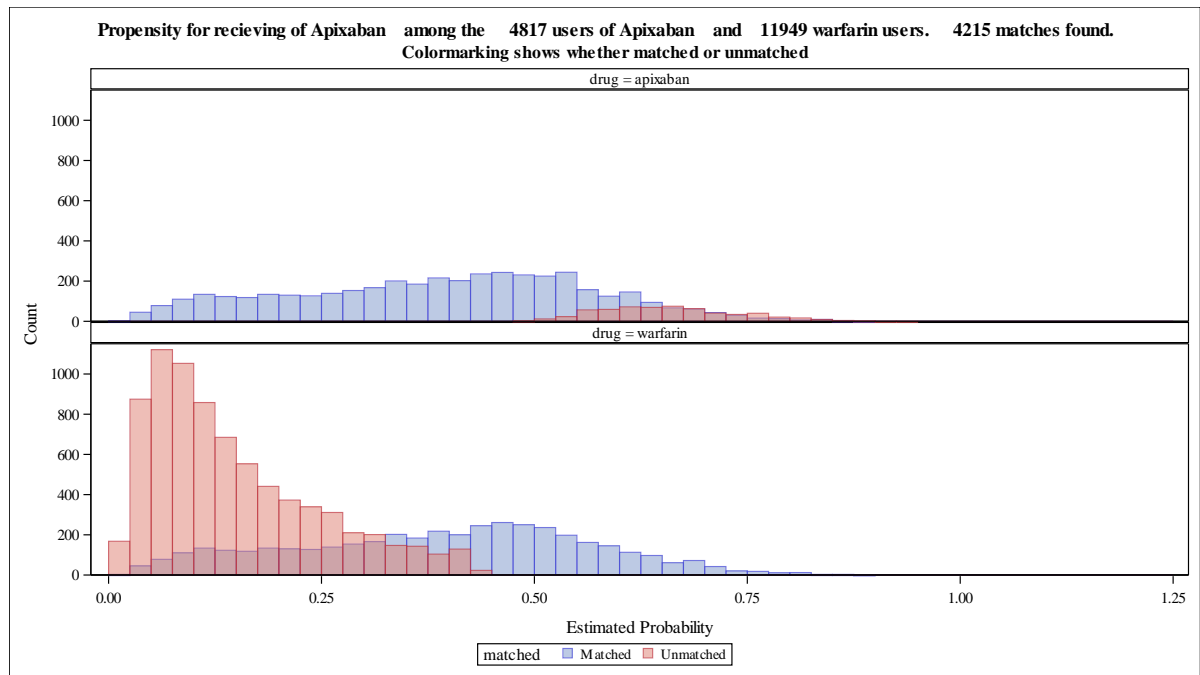 Propensity for recieving of Apixaban among the 4817 users of Apixaban and 11949 warfarin users. 4215 matches found.
Colormarking shows whether matched or unmatched
drug = apixaban
1000
800
600
400
200
0
Count
drug = warfarin
1000
800
600
400
200
0
0.00 0.25 0.50 0.75 1.00 1.25
Estimated Probability
matched Matched Unmatched